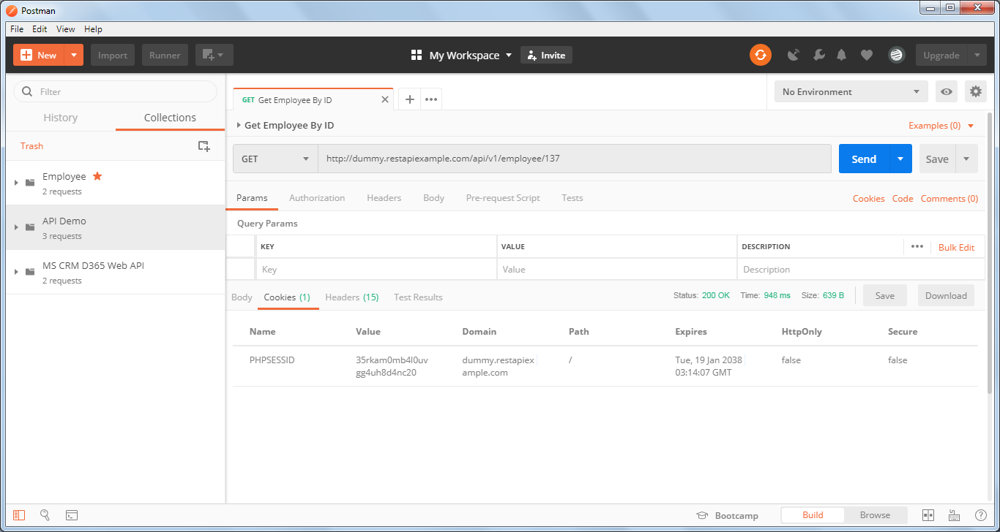 Postman
File Edit View Help
New Import Runner My Workspace Invite Upgrade
Filter
History Collections
Trash
Employee
2 requests
API Demo
3 requests
MS CRM D365 Web API
2 requests
GET Get Employee By ID
No Environment
Get Employee By ID
Examples (0)
GET http://dummy.restapiexample.com/api/v1/employee/137 Send Save
Params Authorization Headers Body Pre-request Script Tests Cookies Code Comments (0)
Query Params
KEY VALUE DESCRIPTION Bulk Edit
Key Value Description
Body Cookies (1) Headers (15) Test Results Status: 200 OK Time: 948 ms Size: 639 B Save Download
Name Value Domain Path Expires HttpOnly Secure
PHPSESSID 35rkam0mb4l0uv dummy.restapiex / Tue, 19 Jan 2038 false false
gg4uh8d4nc20 ample.com 03:14:07 GMT
Bootcamp Build Browse